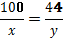 100/x = 44/y